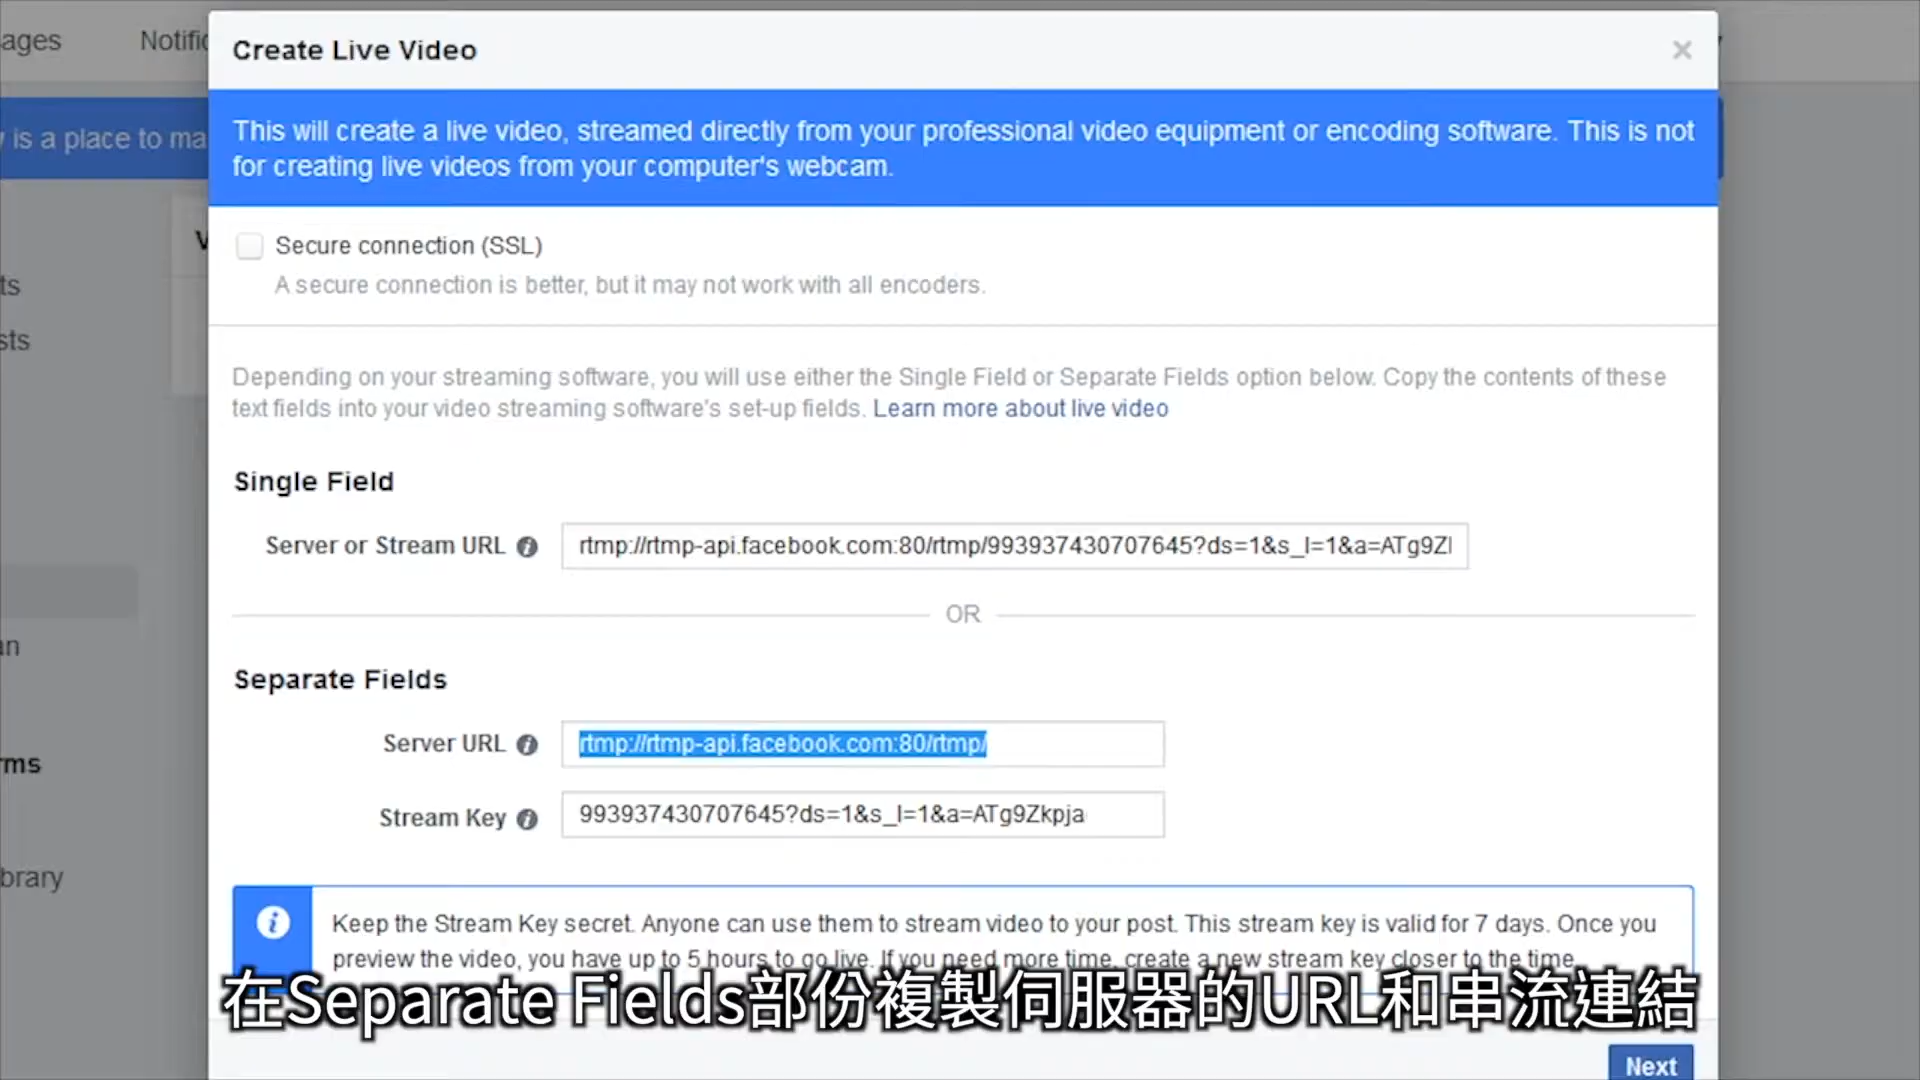 ages
Notific
Create Live Video
y is a place to ma
This will create a live video, streamed directly from your professional video equipment or encoding software. This is not
for creating live videos from your computer's webcam.
Secure connection (SSL)
A secure connection is better, but it may not work with all encoders.
ts
sts
Depending on your streaming software, you will use either the Single Field or Separate Fields option below. Copy the contents of these
text fields into your video streaming software's set-up fields. Learn more about live video
Single Field
Server or Stream URL rtmp://rtmp-api.facebook.com:80/rtmp/993937430707645?ds=1&s_l=1&a=ATg9Zl
OR
an
Separate Fields
Server URL rtmp://rtmp-api.facebook.com:80/rtmp/
rms
Stream Key 993937430707645?ds=1&s_l=1&a=ATg9Zkpja
brary
Keep the Stream Key secret. Anyone can use them to stream video to your post. This stream key is valid for 7 days. Once you
preview the video, you have up to 5 hours to go live. If you need more time, create a new stream key closer to the time.
在Separate Fields部份複製伺服器的URL和串流連結
Next